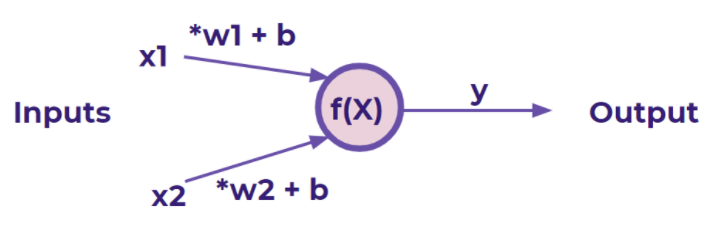 *w1 + b
x1
Inputs
f(X)
y
Output
x2
*w2 + b